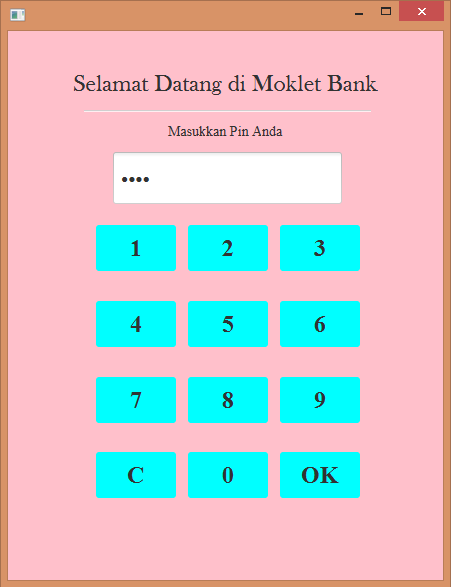 Selamat Datang di Moklet Bank
Masukkan Pin Anda
••••
1 2 3
4 5 6
7 8 9
C 0 OK